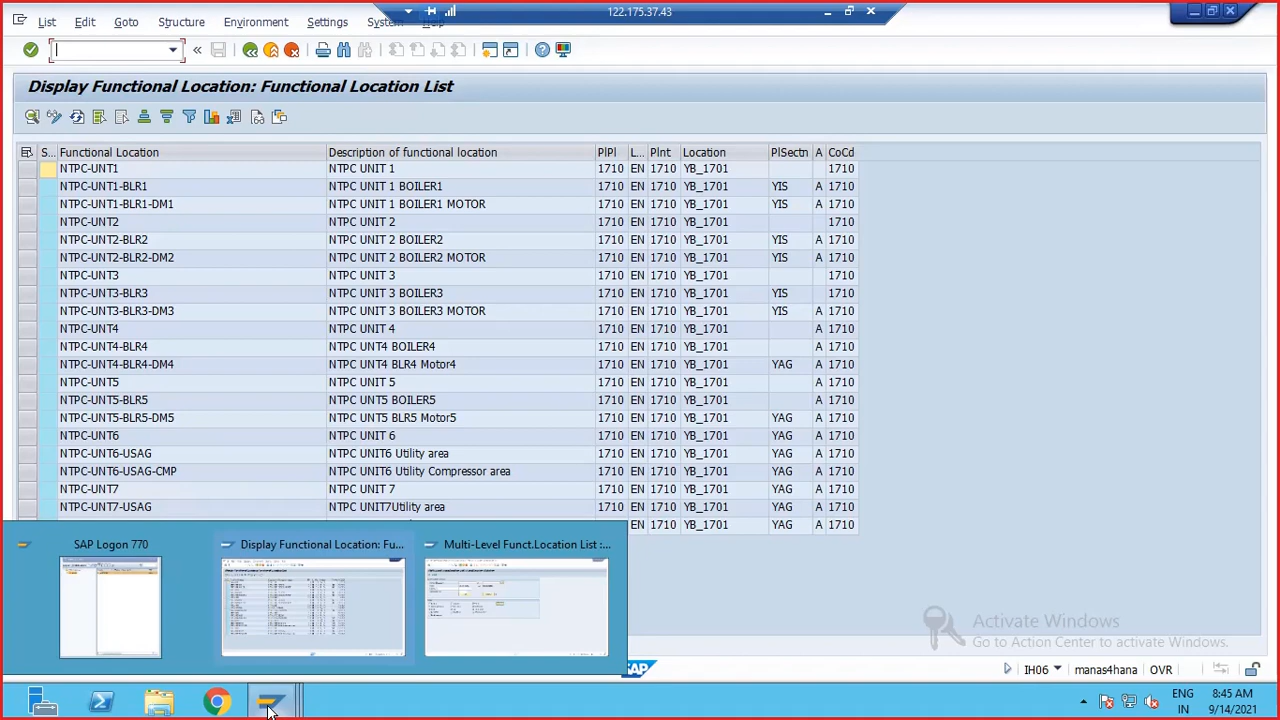 122.175.37.43
List Edit Goto Structure Environment Settings System Help
Display Functional Location: Functional Location List
S... Functional Location Description of functional location PlPl L... Plnt Location PlSectn A CoCd
NTPC-UNT1 NTPC UNIT 1 1710 EN 1710 YB_1701 1710
NTPC-UNT1-BLR1 NTPC UNIT 1 BOILER1 1710 EN 1710 YB_1701 YIS A 1710
NTPC-UNT1-BLR1-DM1 NTPC UNIT 1 BOILER1 MOTOR 1710 EN 1710 YB_1701 YIS A 1710
NTPC-UNT2 NTPC UNIT 2 1710 EN 1710 YB_1701 1710
NTPC-UNT2-BLR2 NTPC UNIT 2 BOILER2 1710 EN 1710 YB_1701 YIS A 1710
NTPC-UNT2-BLR2-DM2 NTPC UNIT 2 BOILER2 MOTOR 1710 EN 1710 YB_1701 YIS A 1710
NTPC-UNT3 NTPC UNIT 3 1710 EN 1710 YB_1701 1710
NTPC-UNT3-BLR3 NTPC UNIT 3 BOILER3 1710 EN 1710 YB_1701 YIS 1710
NTPC-UNT3-BLR3-DM3 NTPC UNIT 3 BOILER3 MOTOR 1710 EN 1710 YB_1701 YIS A 1710
NTPC-UNT4 NTPC UNIT 4 1710 EN 1710 YB_1701 A 1710
NTPC-UNT4-BLR4 NTPC UNT4 BOILER4 1710 EN 1710 YB_1701 A 1710
NTPC-UNT4-BLR4-DM4 NTPC UNT4 BLR4 Motor4 1710 EN 1710 YB_1701 YAG A 1710
NTPC-UNT5 NTPC UNIT 5 1710 EN 1710 YB_1701 A 1710
NTPC-UNT5-BLR5 NTPC UNT5 BOILER5 1710 EN 1710 YB_1701 A 1710
NTPC-UNT5-BLR5-DM5 NTPC UNT5 BLR5 Motor5 1710 EN 1710 YB_1701 YAG A 1710
NTPC-UNT6 NTPC UNIT 6 1710 EN 1710 YB_1701 YAG A 1710
NTPC-UNT6-USAG NTPC UNIT6 Utility area 1710 EN 1710 YB_1701 YAG A 1710
NTPC-UNT6-USAG-CMP NTPC UNIT6 Utility Compressor area 1710 EN 1710 YB_1701 YAG A 1710
NTPC-UNT7 NTPC UNIT 7 1710 EN 1710 YB_1701 YAG A 1710
NTPC-UNT7-USAG NTPC UNIT7Utility area 1710 EN 1710 YB_1701 YAG A 1710
EN 1710 YB_1701 YAG A 1710
SAP Logon 770 Display Functional Location: Fu... Multi-Level Funct.Location List :...
Activate Windows
Go to Action Center to activate Windows.
SAP IH06 manas4hana OVR
ENG 8:45 AM
IN 9/14/2021